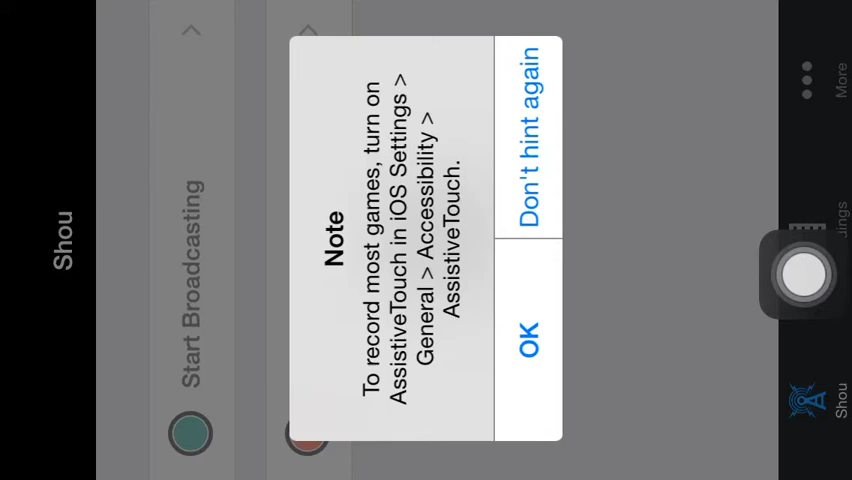 Shou
Start Broadcasting
Note
To record most games, turn on
AssistiveTouch in iOS Settings >
General > Accessibility >
AssistiveTouch.
OK
Don't hint again
Shou
More